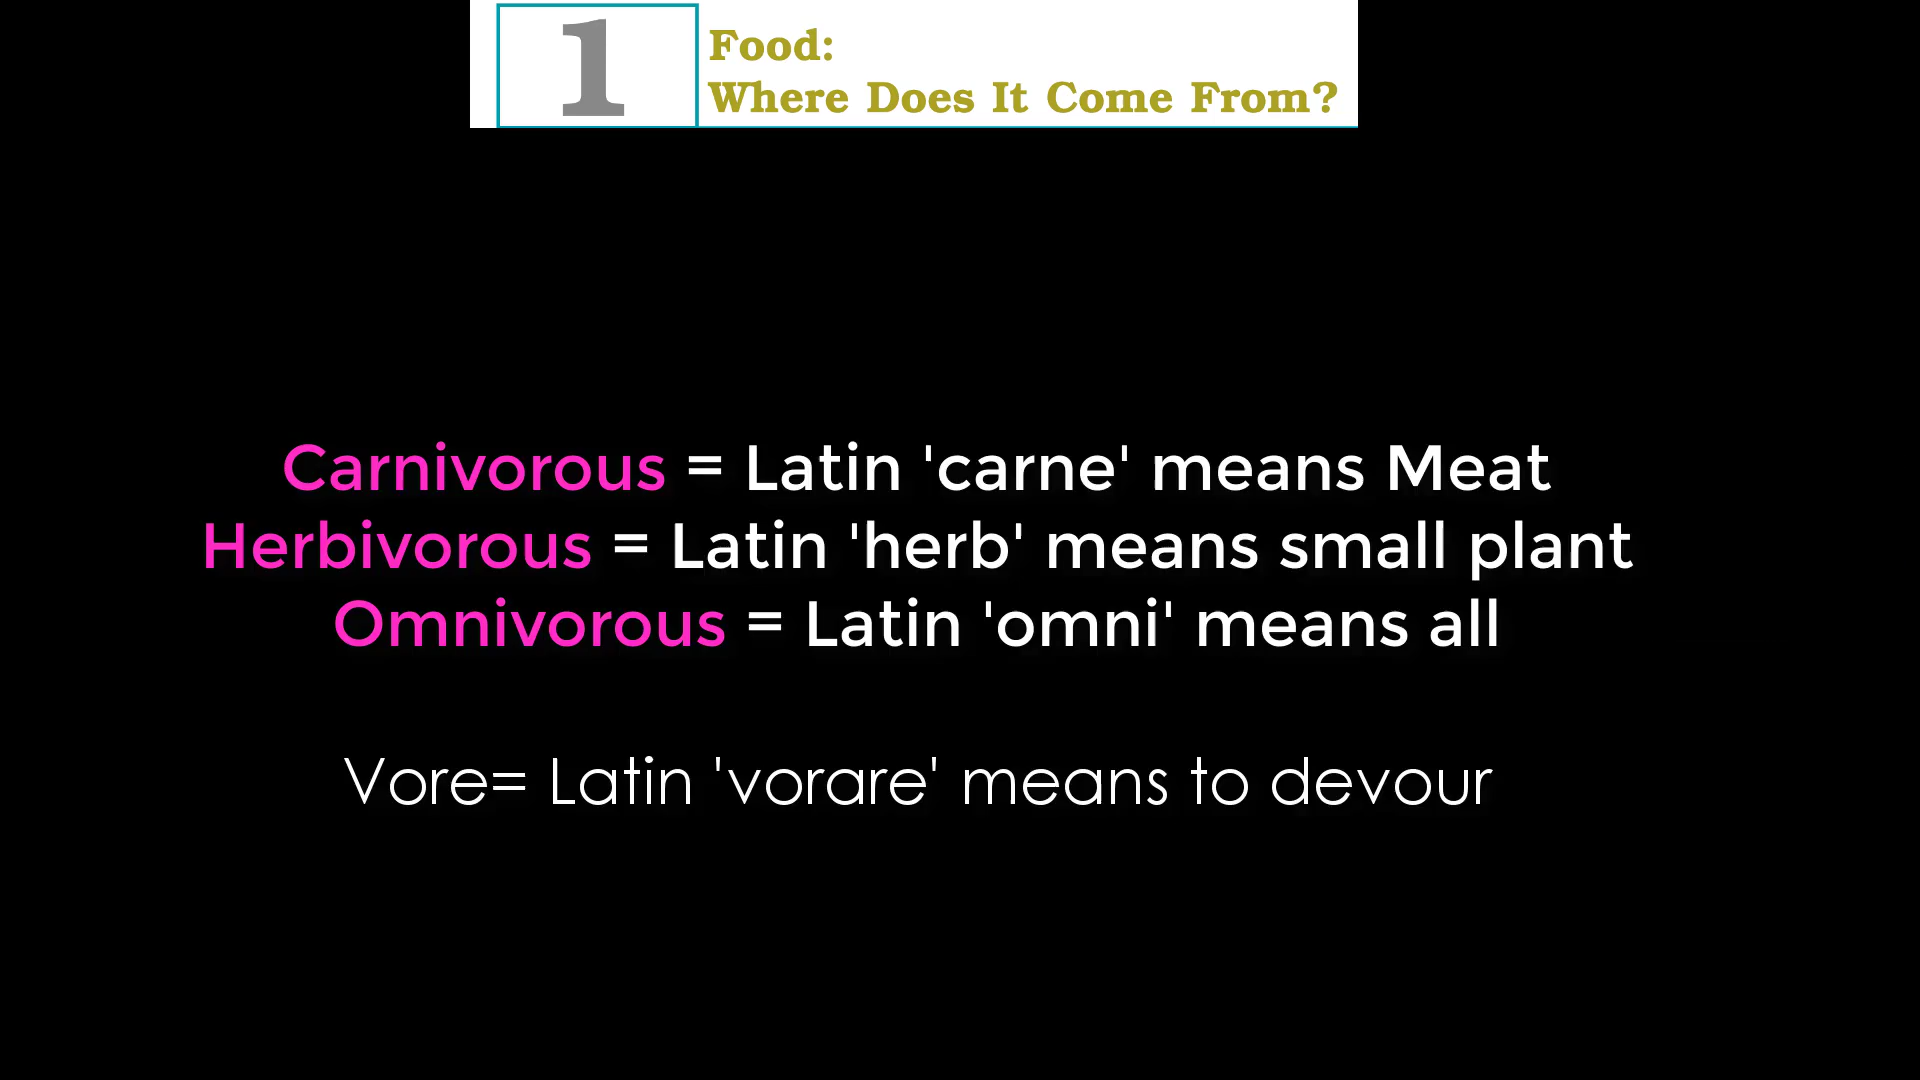 1
Food:
Where Does It Come From?
Carnivorous = Latin 'carne' means Meat
Herbivorous = Latin 'herb' means small plant
Omnivorous = Latin 'omni' means all
Vore= Latin 'vorare' means to devour